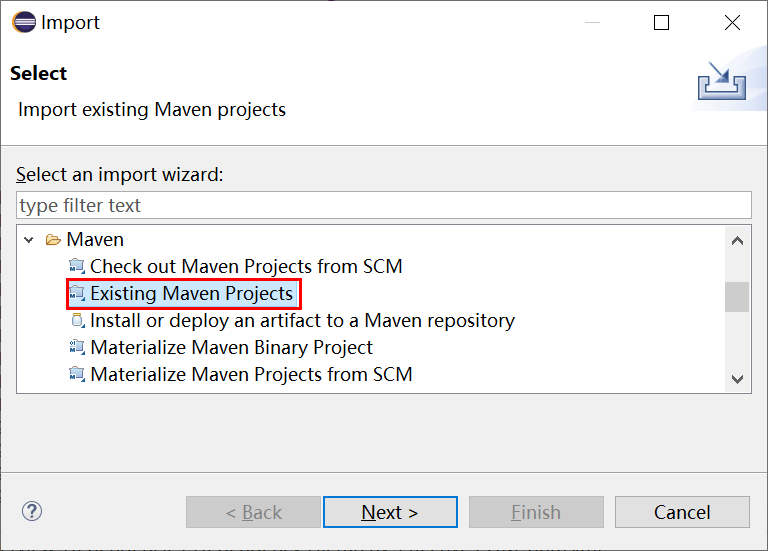 Import
Select
Import existing Maven projects
Select an import wizard:
type filter text
Maven
Check out Maven Projects from SCM
Existing Maven Projects
Install or deploy an artifact to a Maven repository
Materialize Maven Binary Project
Materialize Maven Projects from SCM
? < Back Next > Finish Cancel